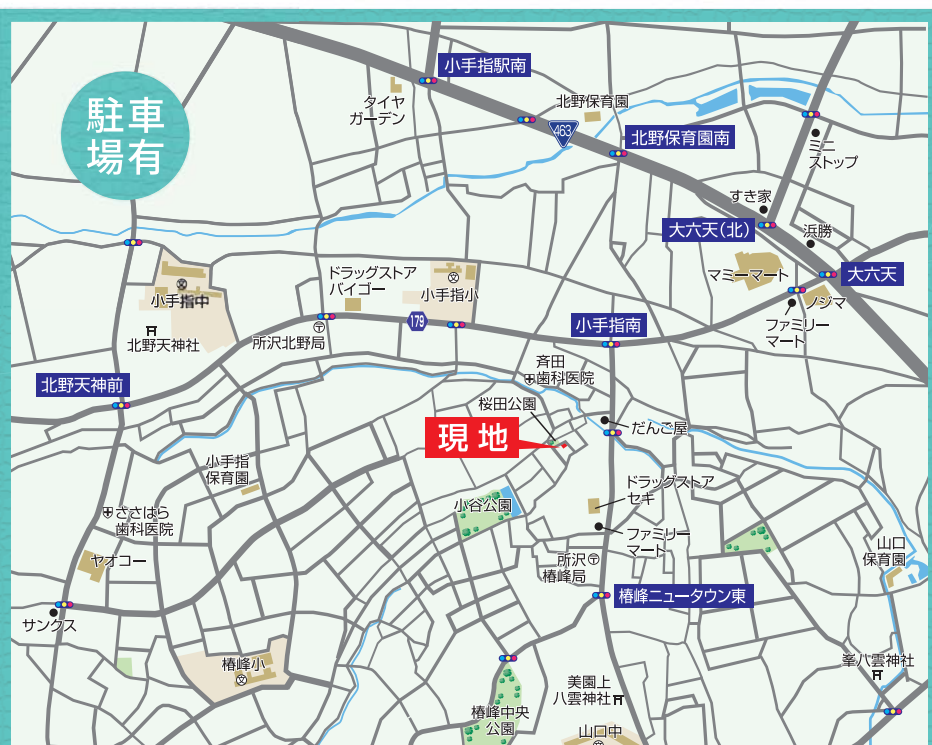 小手指駅南
駐車
場有
タイヤ
ガーデン
北野保育園
463
北野保育園南
ミニ
ストップ
すき家
大六天(北)
浜勝
大六天
マミーマート
ノジマ
ファミリー
マート
小手指中
ドラッグストア
バイゴー
小手指小
179
小手指南
北野天神社
所沢北野局
北野天神前
斉田
歯科医院
桜田公園
現地
だんご屋
小手指
保育園
小谷公園
ドラッグストア
セキ
ささはら
歯科医院
ファミリー
マート
ヤオコー
所沢
椿峰局
山口
保育園
椿峰ニュータウン東
サンクス
椿峰小
峯八雲神社
美園上
八雲神社
椿峰中央
公園
山口中